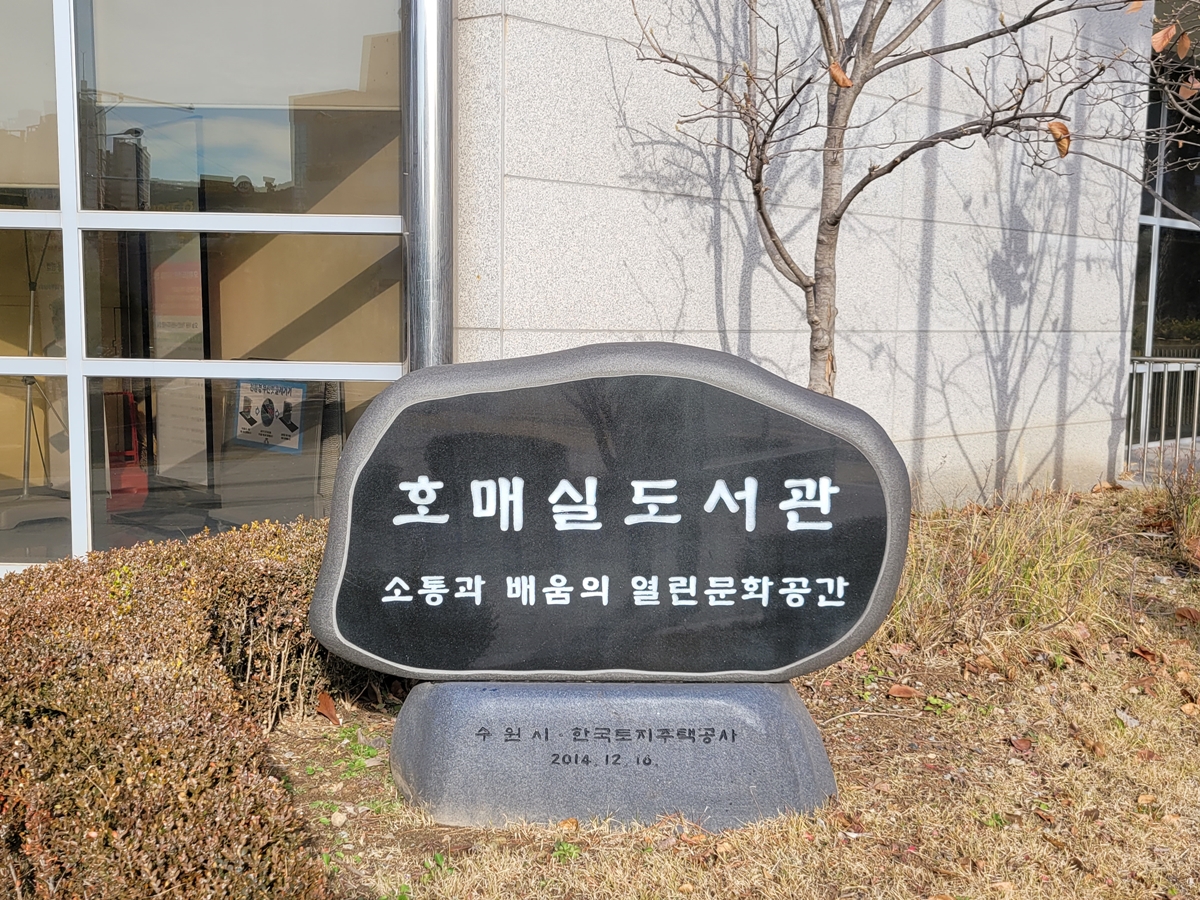 호매실도서관
소통과 배움의 열린문화공간
수원시·한국토지주택공사
2014. 12. 16.